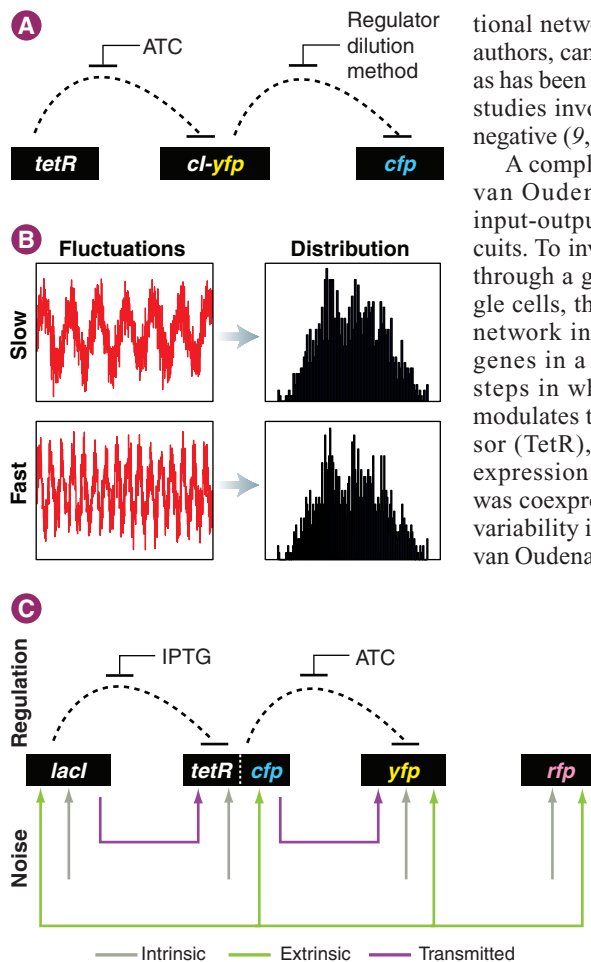 A
ATC
Regulator
dilution
method
tetR
cI-yfp
cfp
B
Fluctuations
Distribution
Slow
Fast
C
Regulation
IPTG
ATC
lacI
tetR
cfp
yfp
rfp
Noise
Intrinsic
Extrinsic
Transmitted
tional netw
authors, can
as has been
studies invo
negative (9,
A compl
van Ouden
input-outpu
cuits. To inv
through a g
gle cells, th
network in
genes in a
steps in wh
modulates t
sor (TetR),
expression
was coexpre
variability i
van Oudena